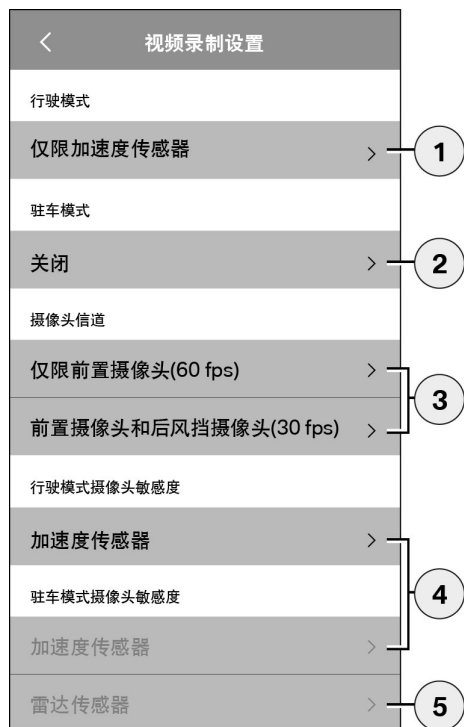 视频录制设置
行驶模式
仅限加速度传感器
1
驻车模式
关闭
2
摄像头信道
仅限前置摄像头(60 fps)
3
前置摄像头和后风挡摄像头(30 fps)
行驶模式摄像头敏感度
加速度传感器
驻车模式摄像头敏感度
4
加速度传感器
雷达传感器
5